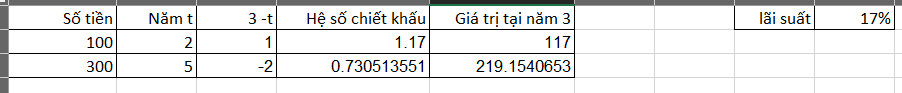 Số tiền Năm t 3 -t Hệ số chiết khấu Giá trị tại năm 3 lãi suất 17%
100 2 1 1.17 117
300 5 -2 0.730513551 219.1540653